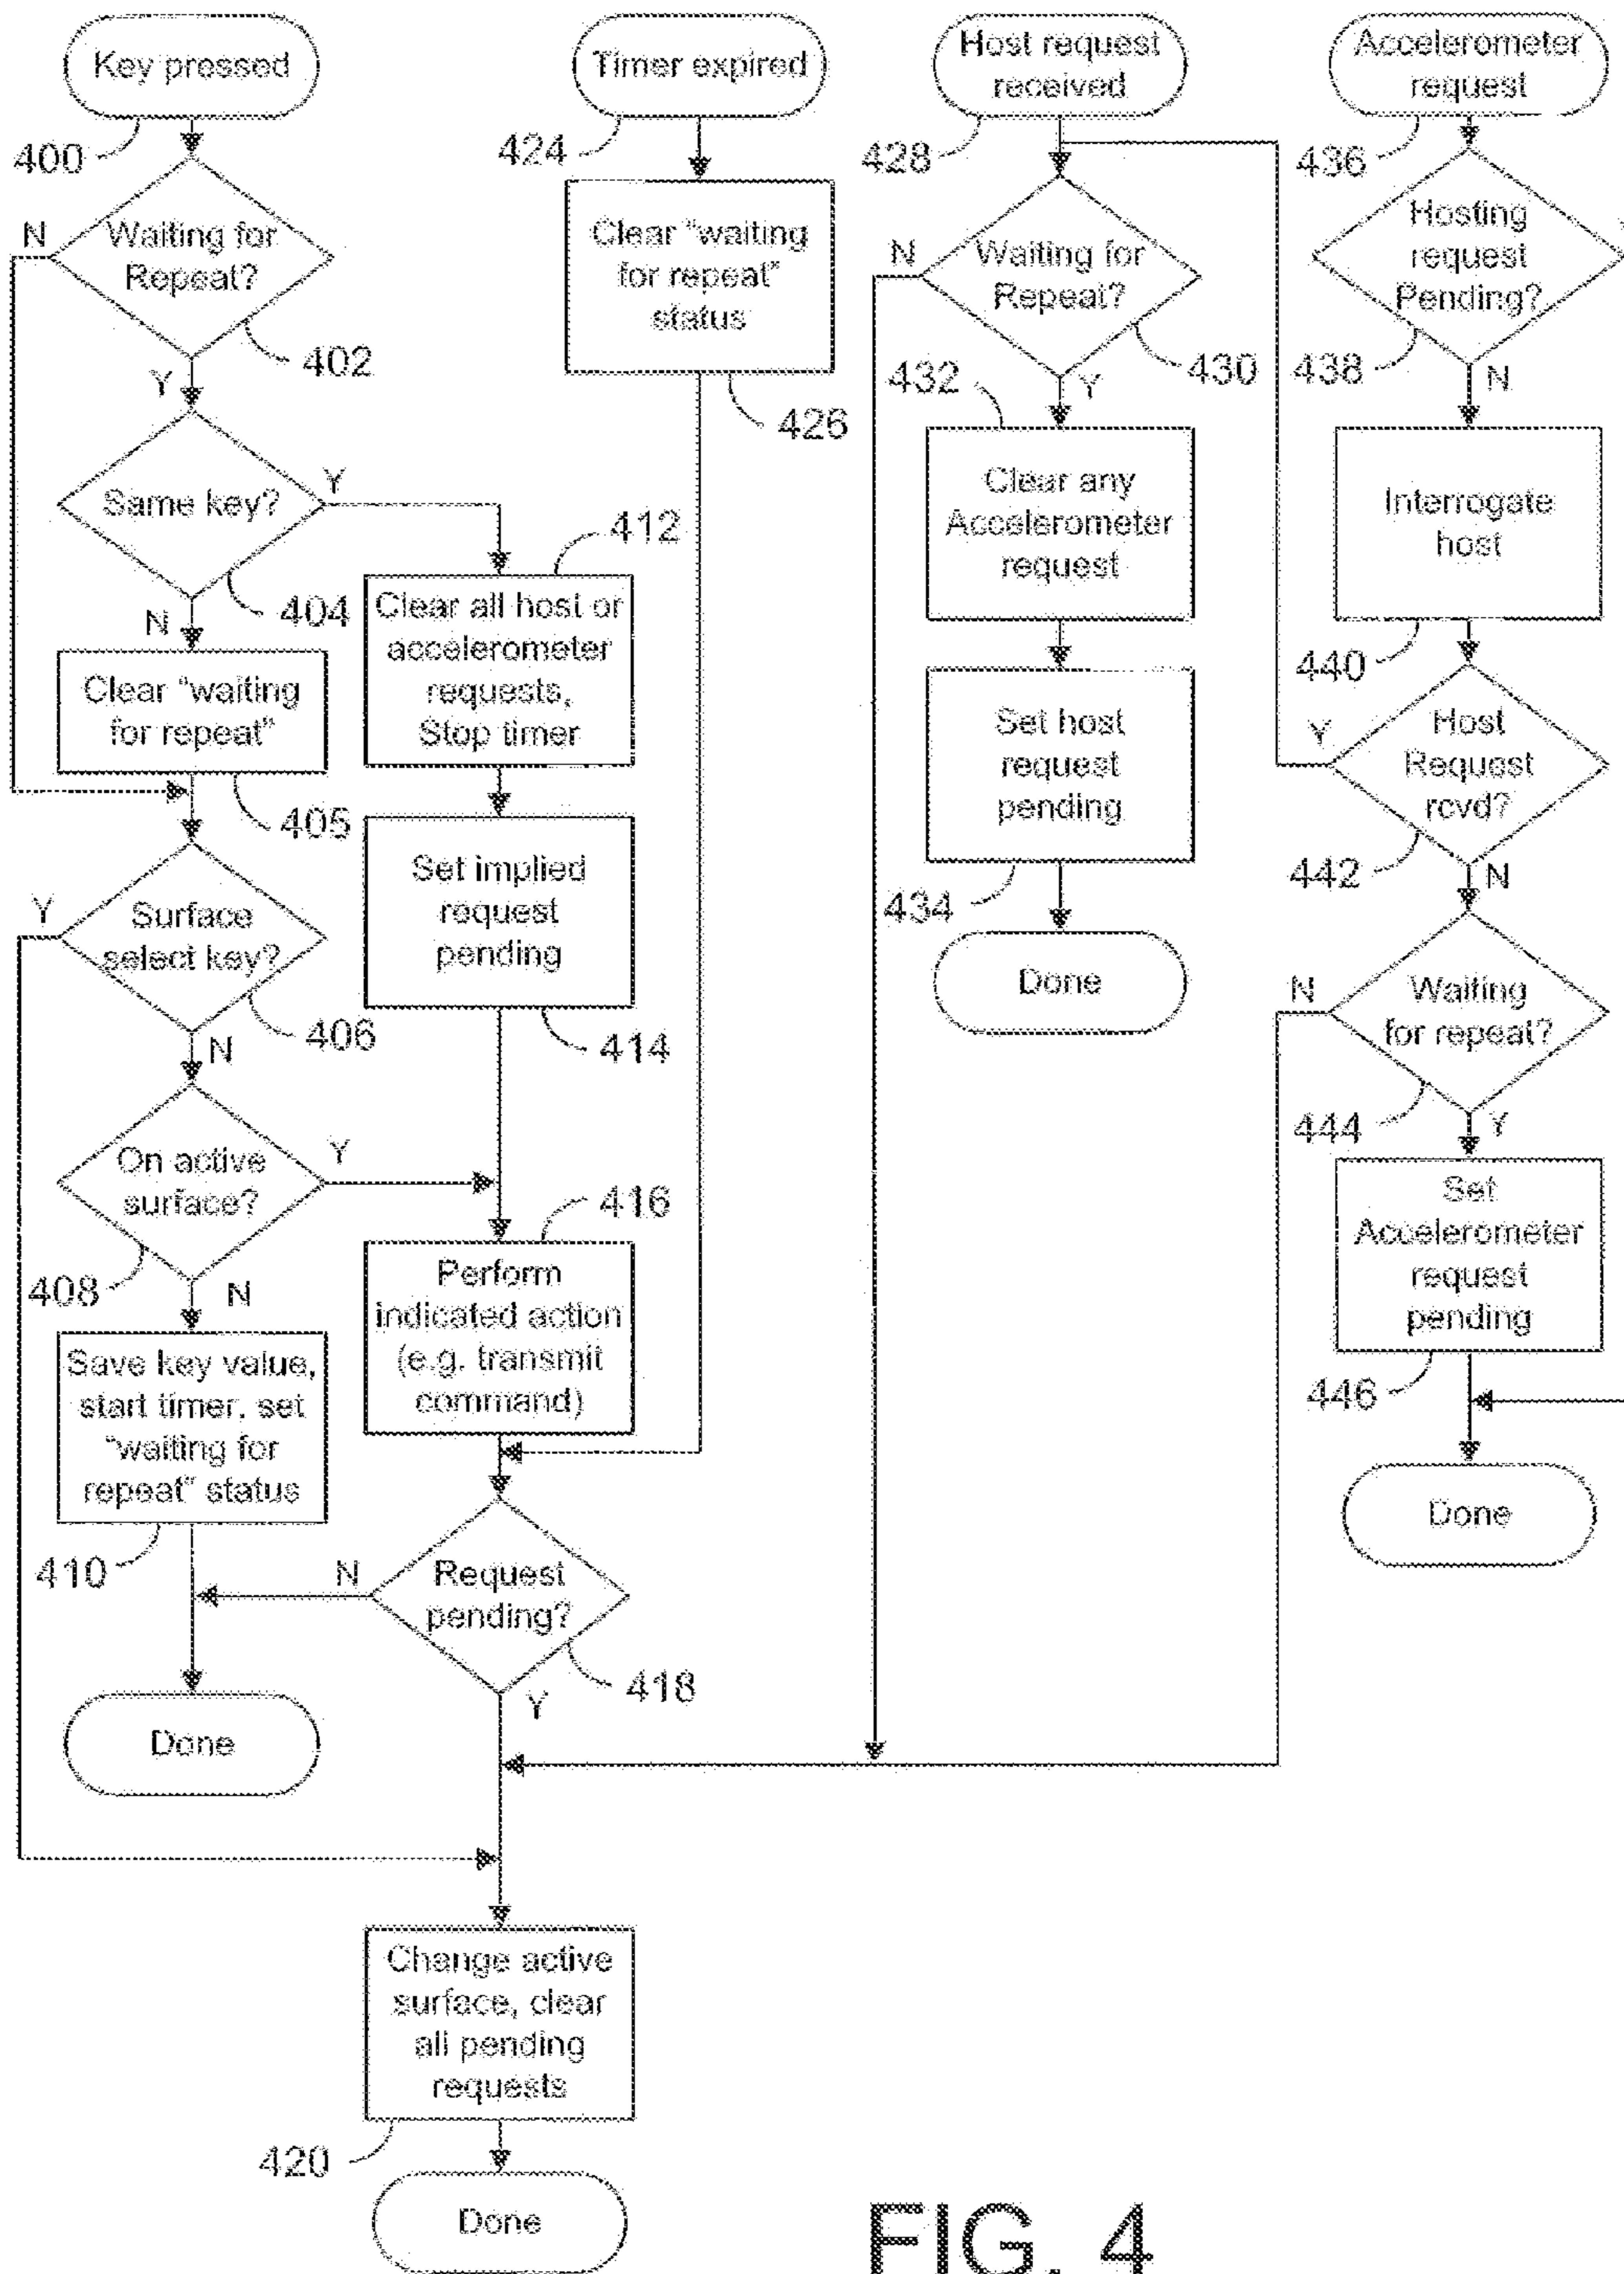 Key pressed
400
Waiting for
Repeat?
N
402
Y
Same key?
Y
404
N
Clear "waiting
for repeat"
405
Surface
select key?
Y
406
N
On active
surface?
Y
408
N
Save key value,
start timer, set
"waiting for
repeat" status
410
Done
412
Clear all host or
accelerometer
requests,
Stop timer
Set implied
request
pending
414
416
Perform
indicated action
(e.g. transmit
command)
Request
pending?
N
418
Y
Change active
surface, clear
all pending
requests
420
Done
Timer expired
424
Clear "waiting
for repeat"
status
426
Host request
received
428
Waiting for
Repeat?
N
430
Y
432
Clear any
Accelerometer
request
Set host
request
pending
434
Done
Accelerometer
request
436
Hosting
request
Pending?
438
N
Interrogate
host
440
Host
Request
rcvd?
Y
442
N
Waiting
for repeat?
N
444
Y
Set
Accelerometer
request
pending
446
Done
FIG. 4